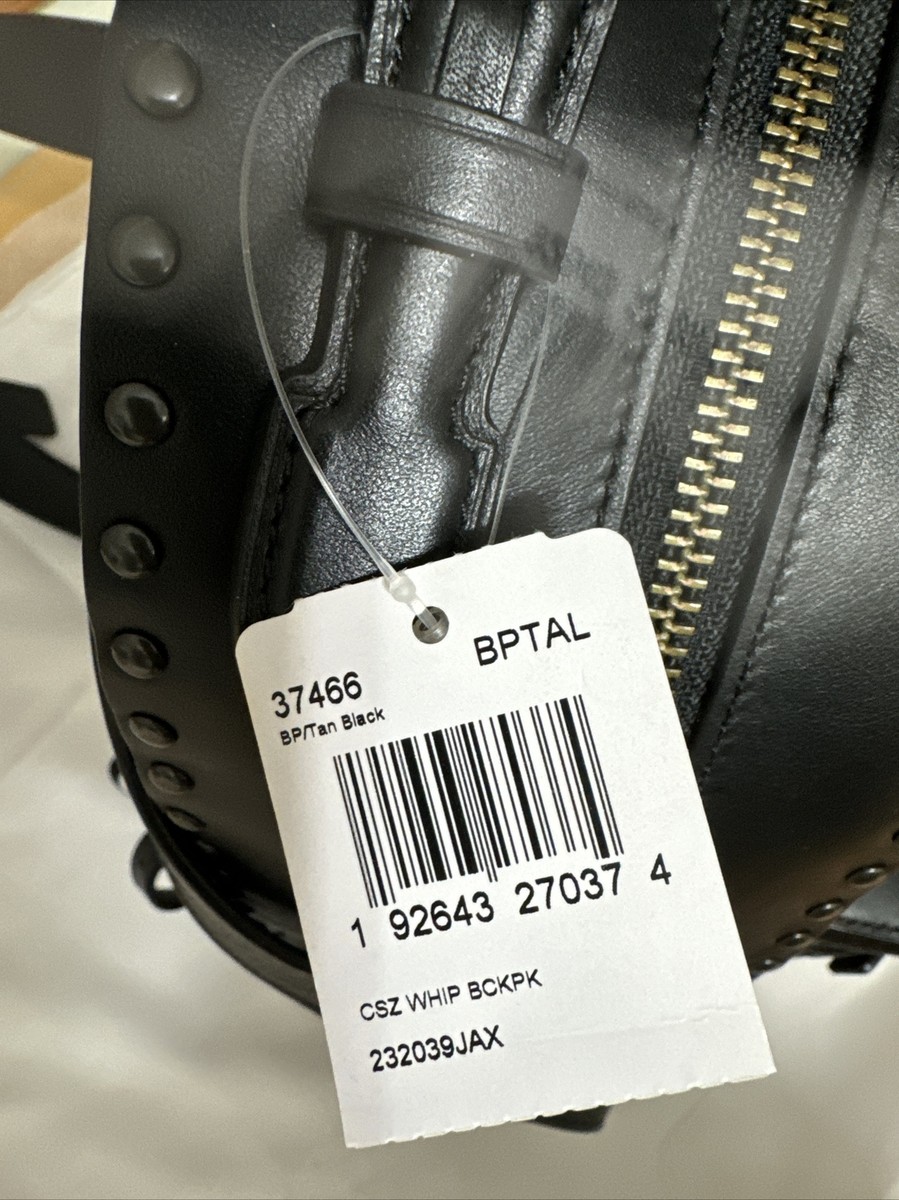 BPTAL
37466
BP/Tan Black
1 92643 27037 4
CSZ WHIP BCKPK
232039JAX